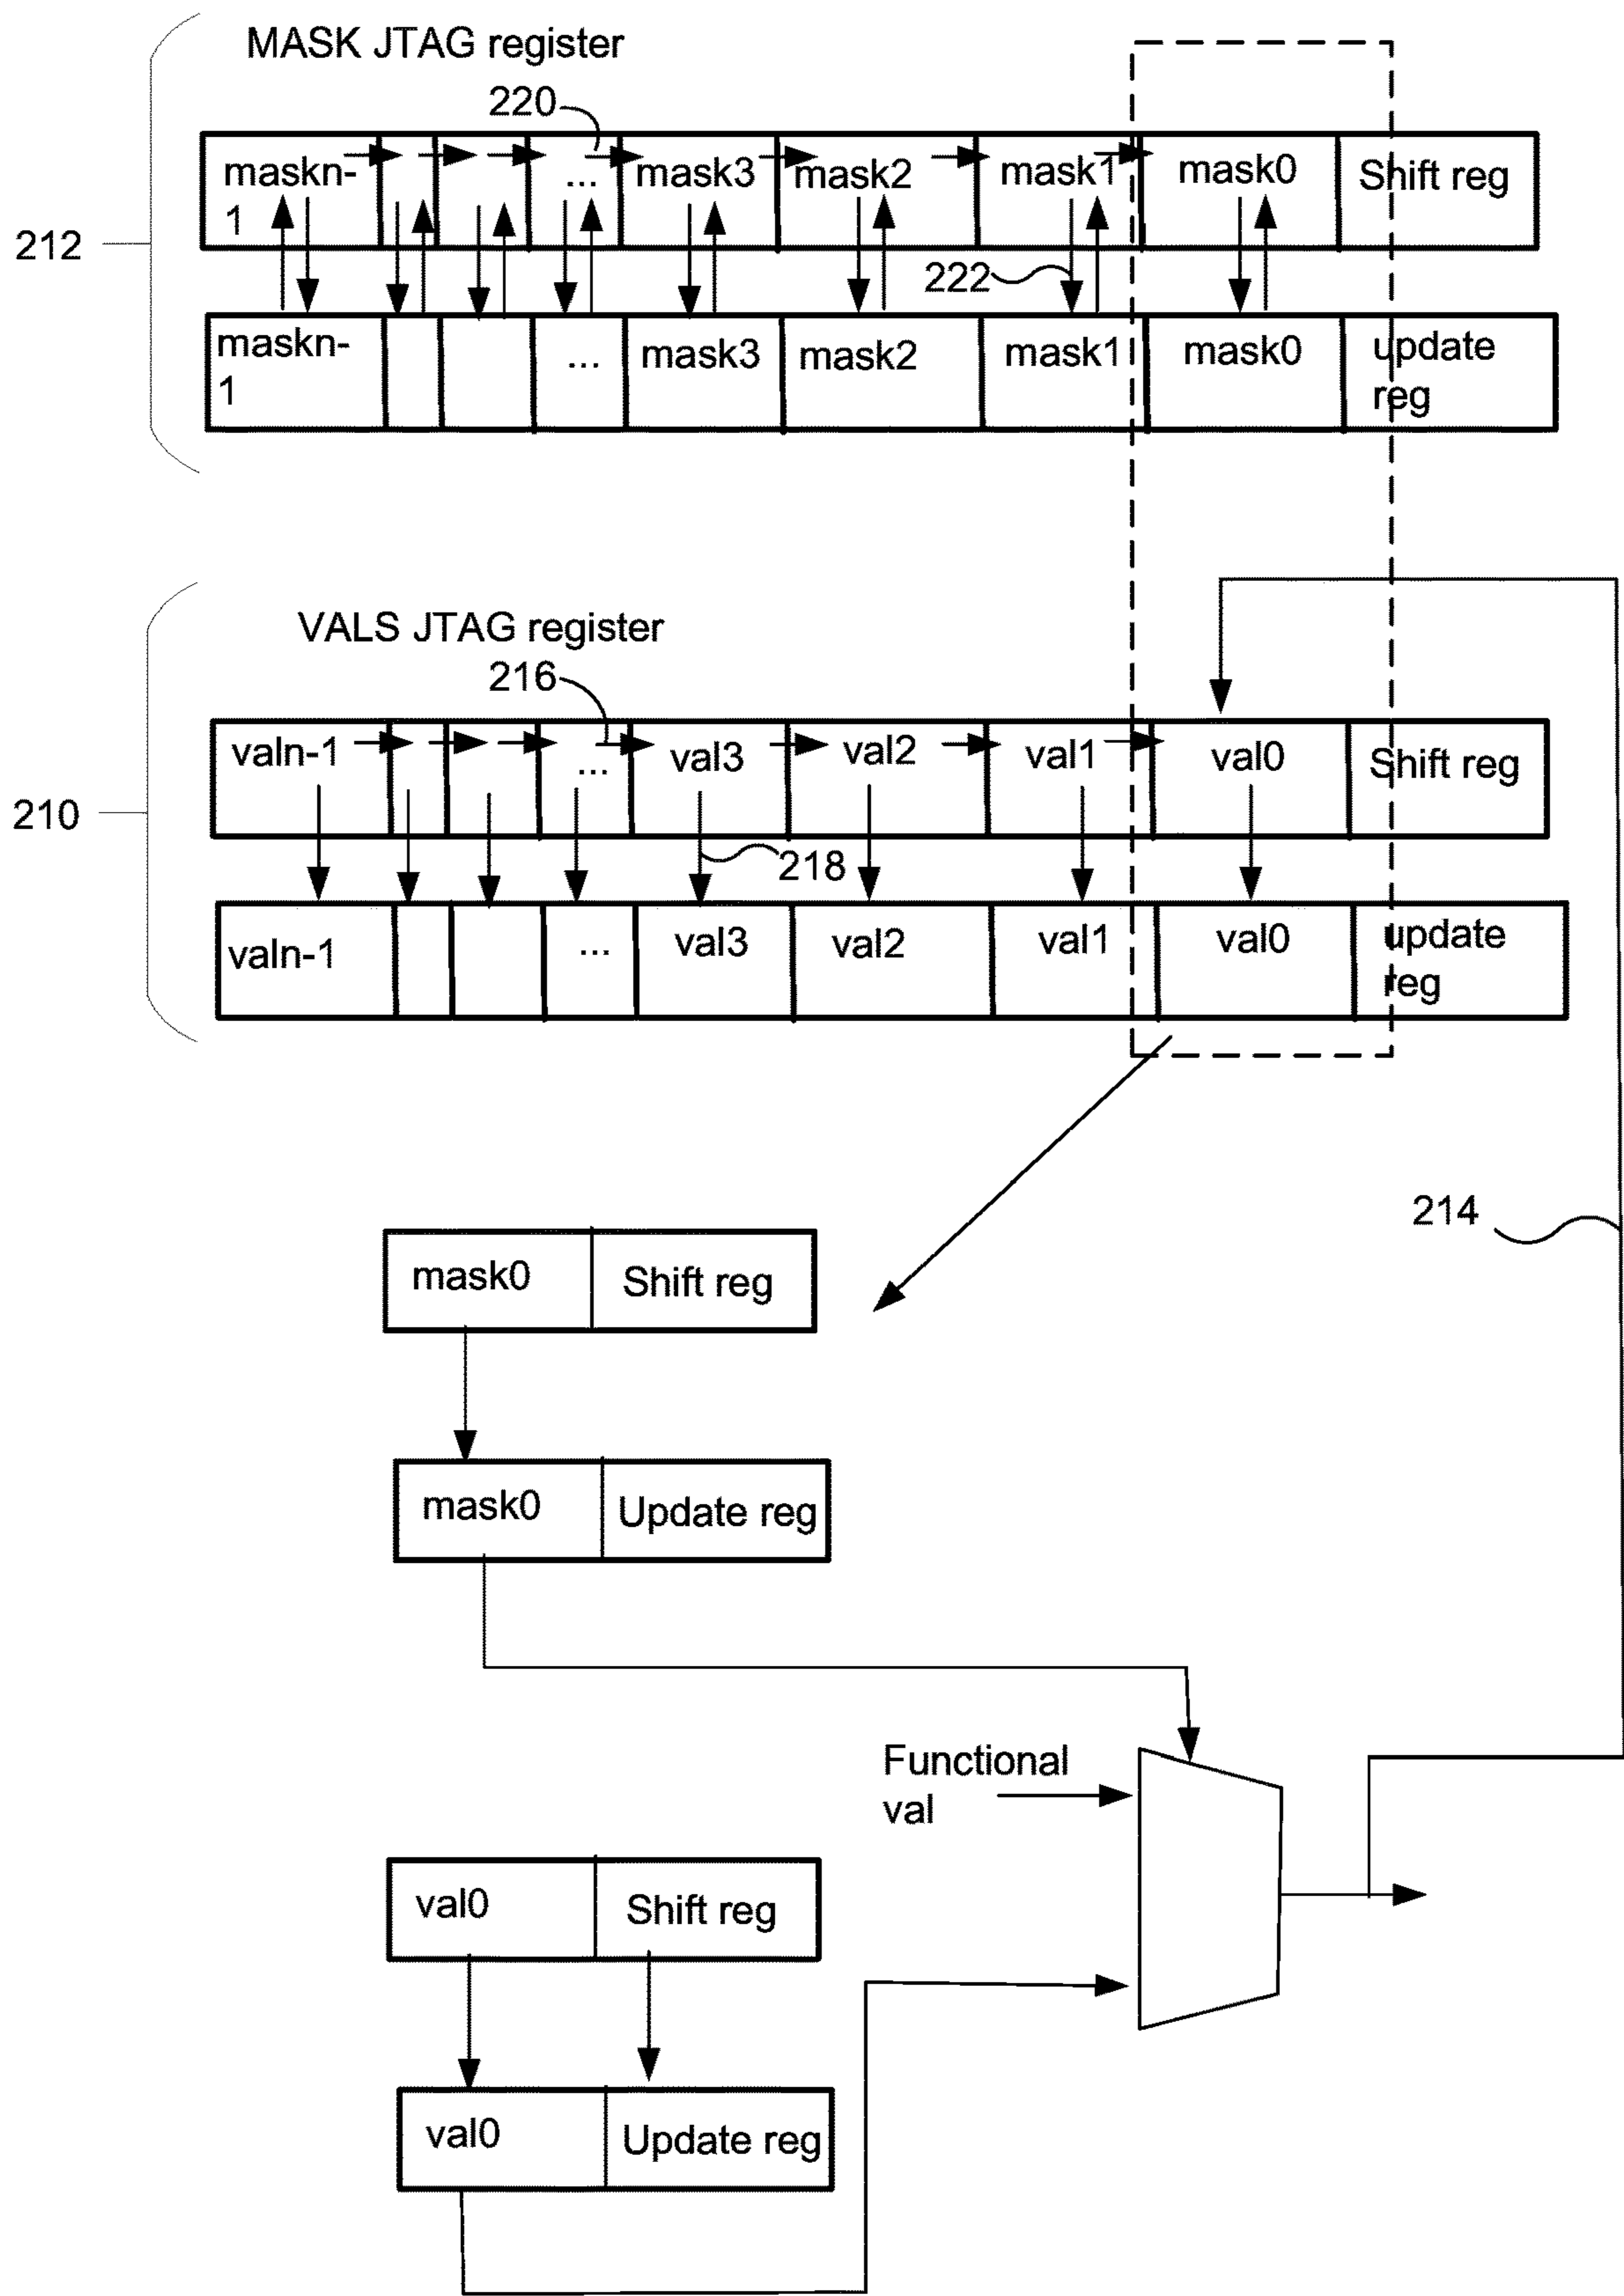 MASK JTAG register
220
maskn-
1
...
mask3
mask2
mask1
mask0
Shift reg
212
222
maskn-
1
...
mask3
mask2
mask1
mask0
update
reg
VALS JTAG register
216
valn-1
...
val3
val2
val1
val0
Shift reg
210
218
valn-1
...
val3
val2
val1
val0
update
reg
214
mask0
Shift reg
mask0
Update reg
Functional
val
val0
Shift reg
val0
Update reg